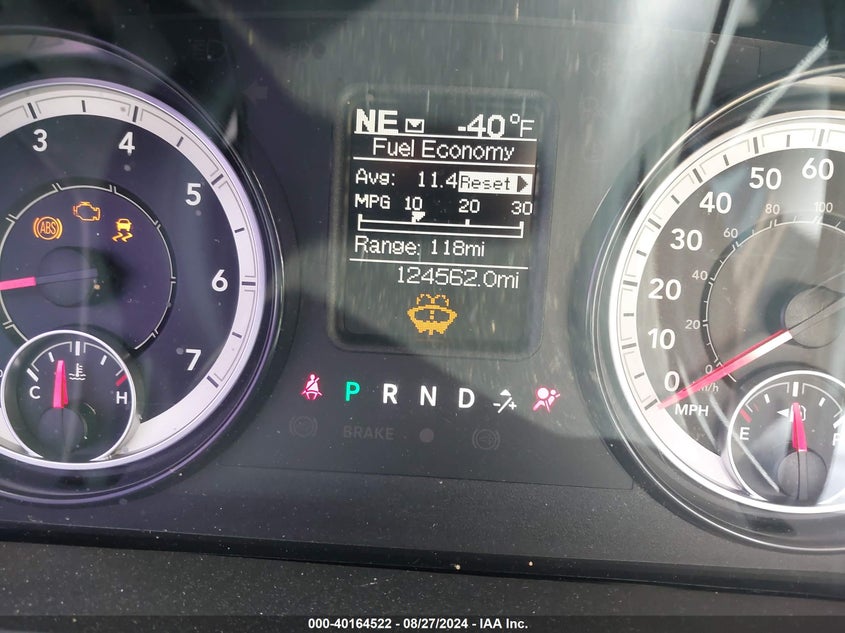 NE -40°F
Fuel Economy
Avg: 11.4 Reset
MPG 10 20 30
Range: 118mi
124562.0mi
P R N D
BRAKE
3 4 5 6 7
ABS
C H
0 10 20 30 40 50 60
0 20 40 60 80 100
km/h
MPH
E F
000-40164522 - 08/27/2024 - IAA Inc.